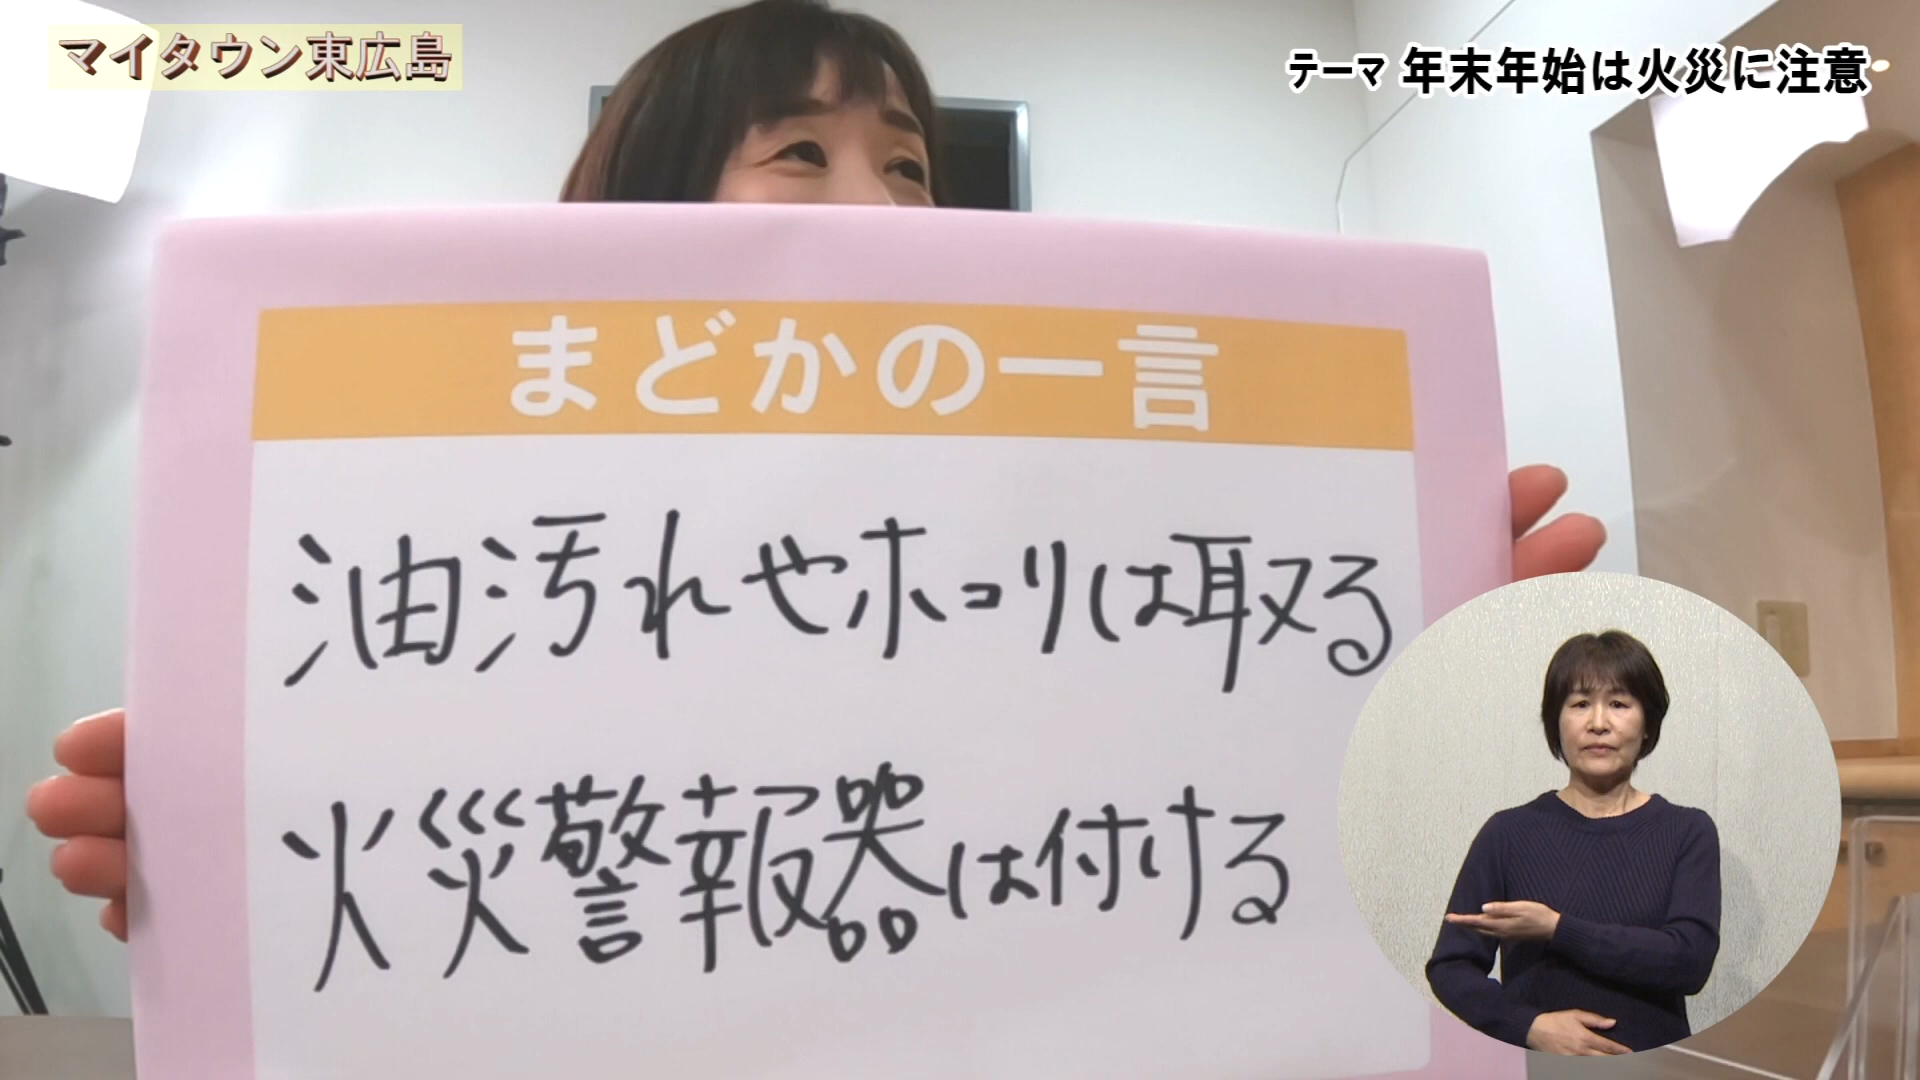 マイタウン東広島
テーマ 年末年始は火災に注意
まどかの一言
油汚れやホコリは取る
火災警報器は付ける